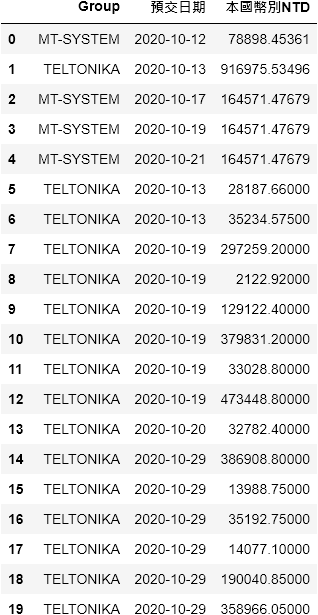 Group 預交日期 本國幣別NTD
0 MT-SYSTEM 2020-10-12 78898.45361
1 TELTONIKA 2020-10-13 916975.53496
2 MT-SYSTEM 2020-10-17 164571.47679
3 MT-SYSTEM 2020-10-19 164571.47679
4 MT-SYSTEM 2020-10-21 164571.47679
5 TELTONIKA 2020-10-13 28187.66000
6 TELTONIKA 2020-10-13 35234.57500
7 TELTONIKA 2020-10-19 297259.20000
8 TELTONIKA 2020-10-19 2122.92000
9 TELTONIKA 2020-10-19 129122.40000
10 TELTONIKA 2020-10-19 379831.20000
11 TELTONIKA 2020-10-19 33028.80000
12 TELTONIKA 2020-10-19 473448.80000
13 TELTONIKA 2020-10-20 32782.40000
14 TELTONIKA 2020-10-29 386908.80000
15 TELTONIKA 2020-10-29 13988.75000
16 TELTONIKA 2020-10-29 35192.75000
17 TELTONIKA 2020-10-29 14077.10000
18 TELTONIKA 2020-10-29 190040.85000
19 TELTONIKA 2020-10-29 358966.05000